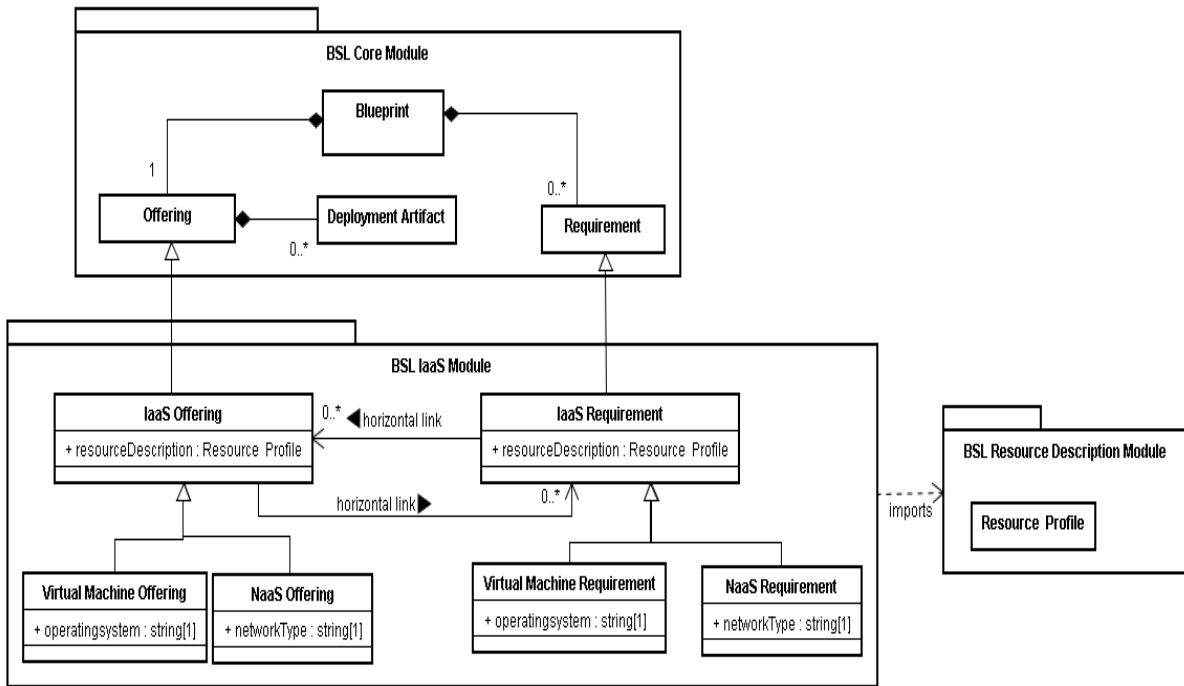 BSL Core Module
Blueprint
1
0..*
Offering
Deployment Artifact
0..*
Requirement
BSL IaaS Module
IaaS Offering
+ resourceDescription : Resource Profile
0..*
horizontal link
IaaS Requirement
+ resourceDescription : Resource Profile
horizontal link
0..*
BSL Resource Description Module
Resource Profile
imports
Virtual Machine Offering
+ operatingsystem : string[1]
NaaS Offering
+ networkType : string[1]
Virtual Machine Requirement
+ operatingsystem : string[1]
NaaS Requirement
+ networkType : string[1]